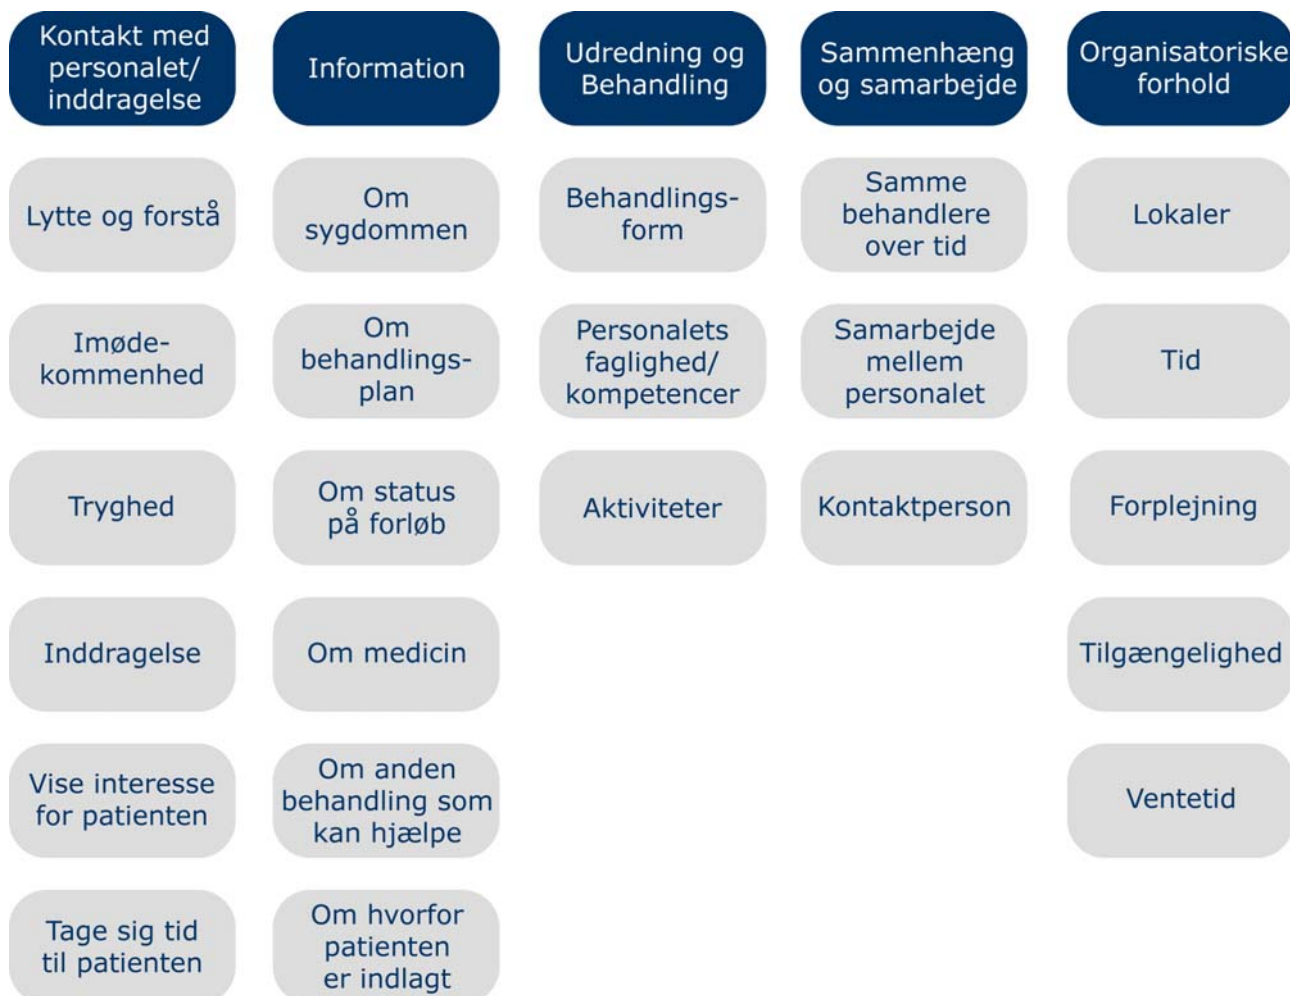 Kontakt med
personalet/
inddragelse
Information
Udredning og
Behandling
Sammenhæng
og samarbejde
Organisatoriske
forhold
Lytte og forstå
Om
sygdommen
Behandlings-
form
Samme
behandlere
over tid
Lokaler
Imøde-
kommenhed
Om
behandlings-
plan
Personalets
faglighed/
kompetencer
Samarbejde
mellem
personalet
Tid
Tryghed
Om status
på forløb
Aktiviteter
Kontaktperson
Forplejning
Inddragelse
Om medicin
Tilgængelighed
Vise interesse
for patienten
Om anden
behandling som
kan hjælpe
Ventetid
Tage sig tid
til patienten
Om hvorfor
patienten
er indlagt